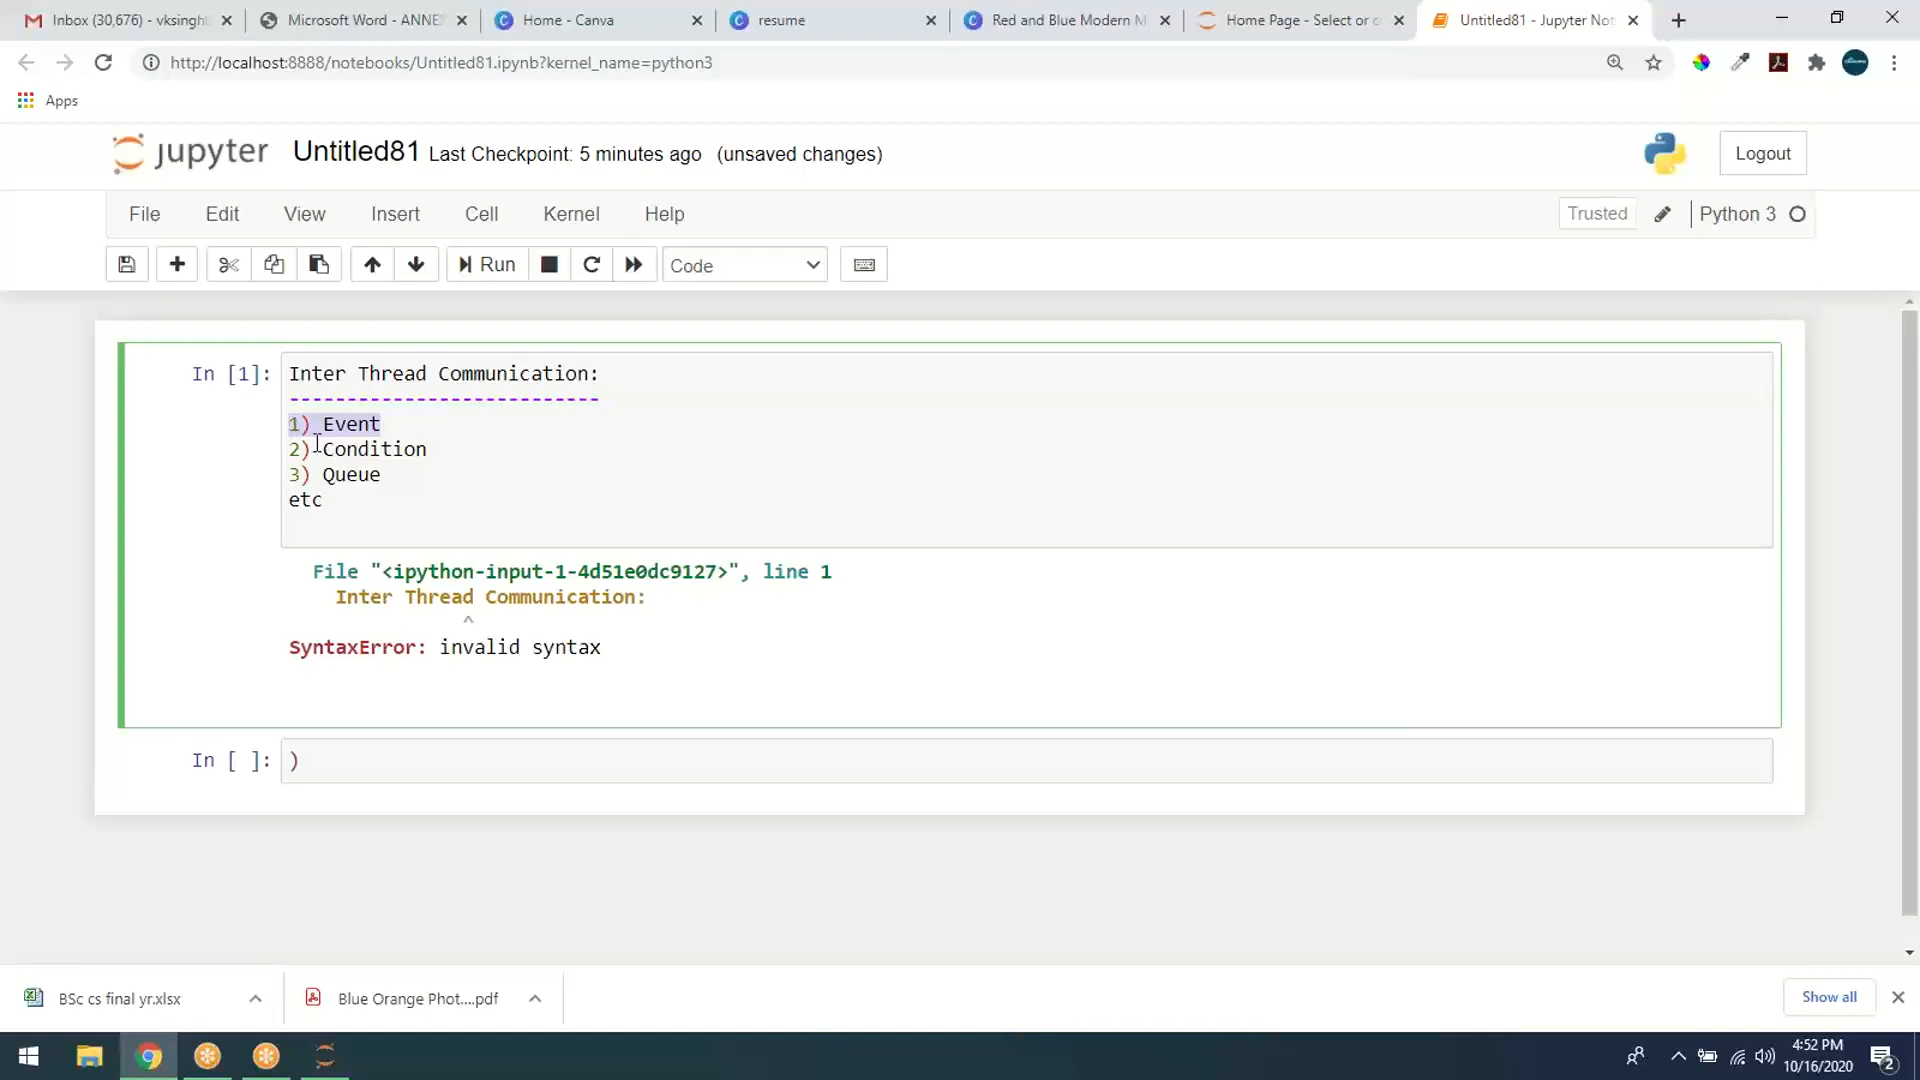 Inbox (30,676) - vksingh
Microsoft Word - ANNE
Home - Canva
resume
Red and Blue Modern M
Home Page - Select or c
Untitled81 - Jupyter Not
http://localhost:8888/notebooks/Untitled81.ipynb?kernel_name=python3
Apps
jupyter Untitled81 Last Checkpoint: 5 minutes ago (unsaved changes)
Logout
File Edit View Insert Cell Kernel Help
Trusted
Python 3
Run
Code
In [1]: Inter Thread Communication:
---------------------------
1) Event
2) Condition
3) Queue
etc
File "<ipython-input-1-4d51e0dc9127>", line 1
Inter Thread Communication:
^
SyntaxError: invalid syntax
In [ ]: )
BSc cs final yr.xlsx
Blue Orange Phot....pdf
Show all
4:52 PM
10/16/2020
2